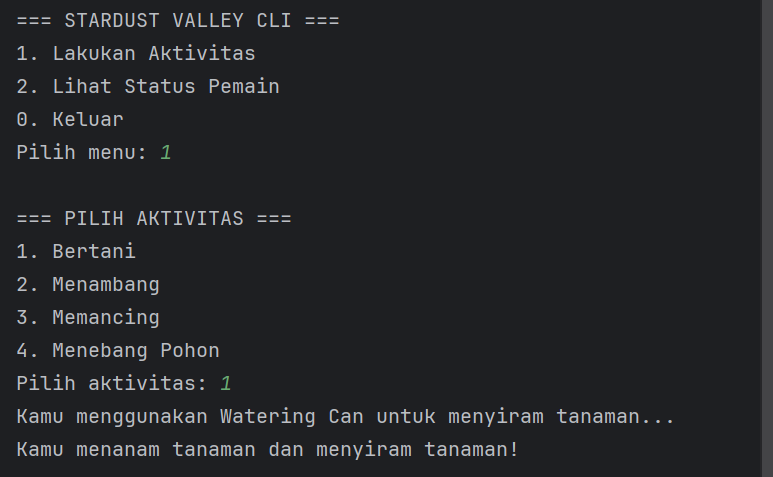 === STARDUST VALLEY CLI ===
1. Lakukan Aktivitas
2. Lihat Status Pemain
0. Keluar
Pilih menu: 1
=== PILIH AKTIVITAS ===
1. Bertani
2. Menambang
3. Memancing
4. Menebang Pohon
Pilih aktivitas: 1
Kamu menggunakan Watering Can untuk menyiram tanaman...
Kamu menanam tanaman dan menyiram tanaman!